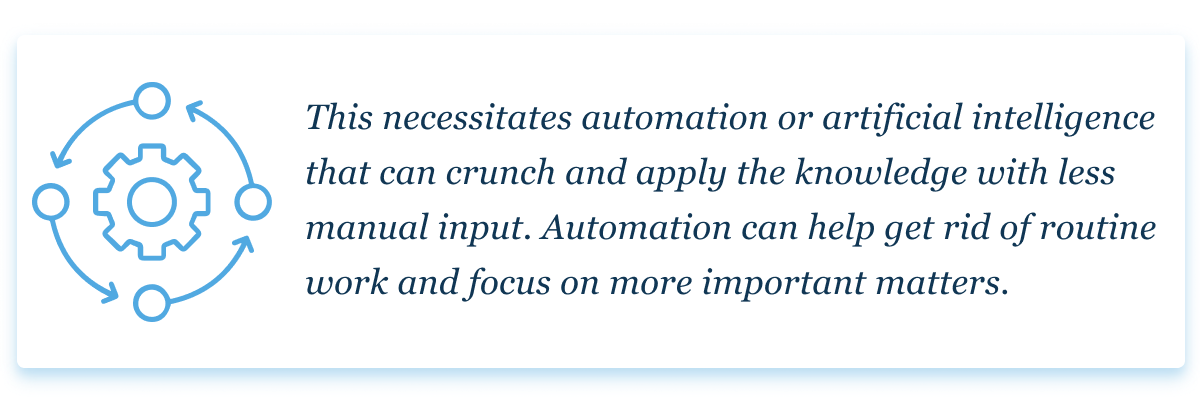 This necessitates automation or artificial intelligence
that can crunch and apply the knowledge with less
manual input. Automation can help get rid of routine
work and focus on more important matters.